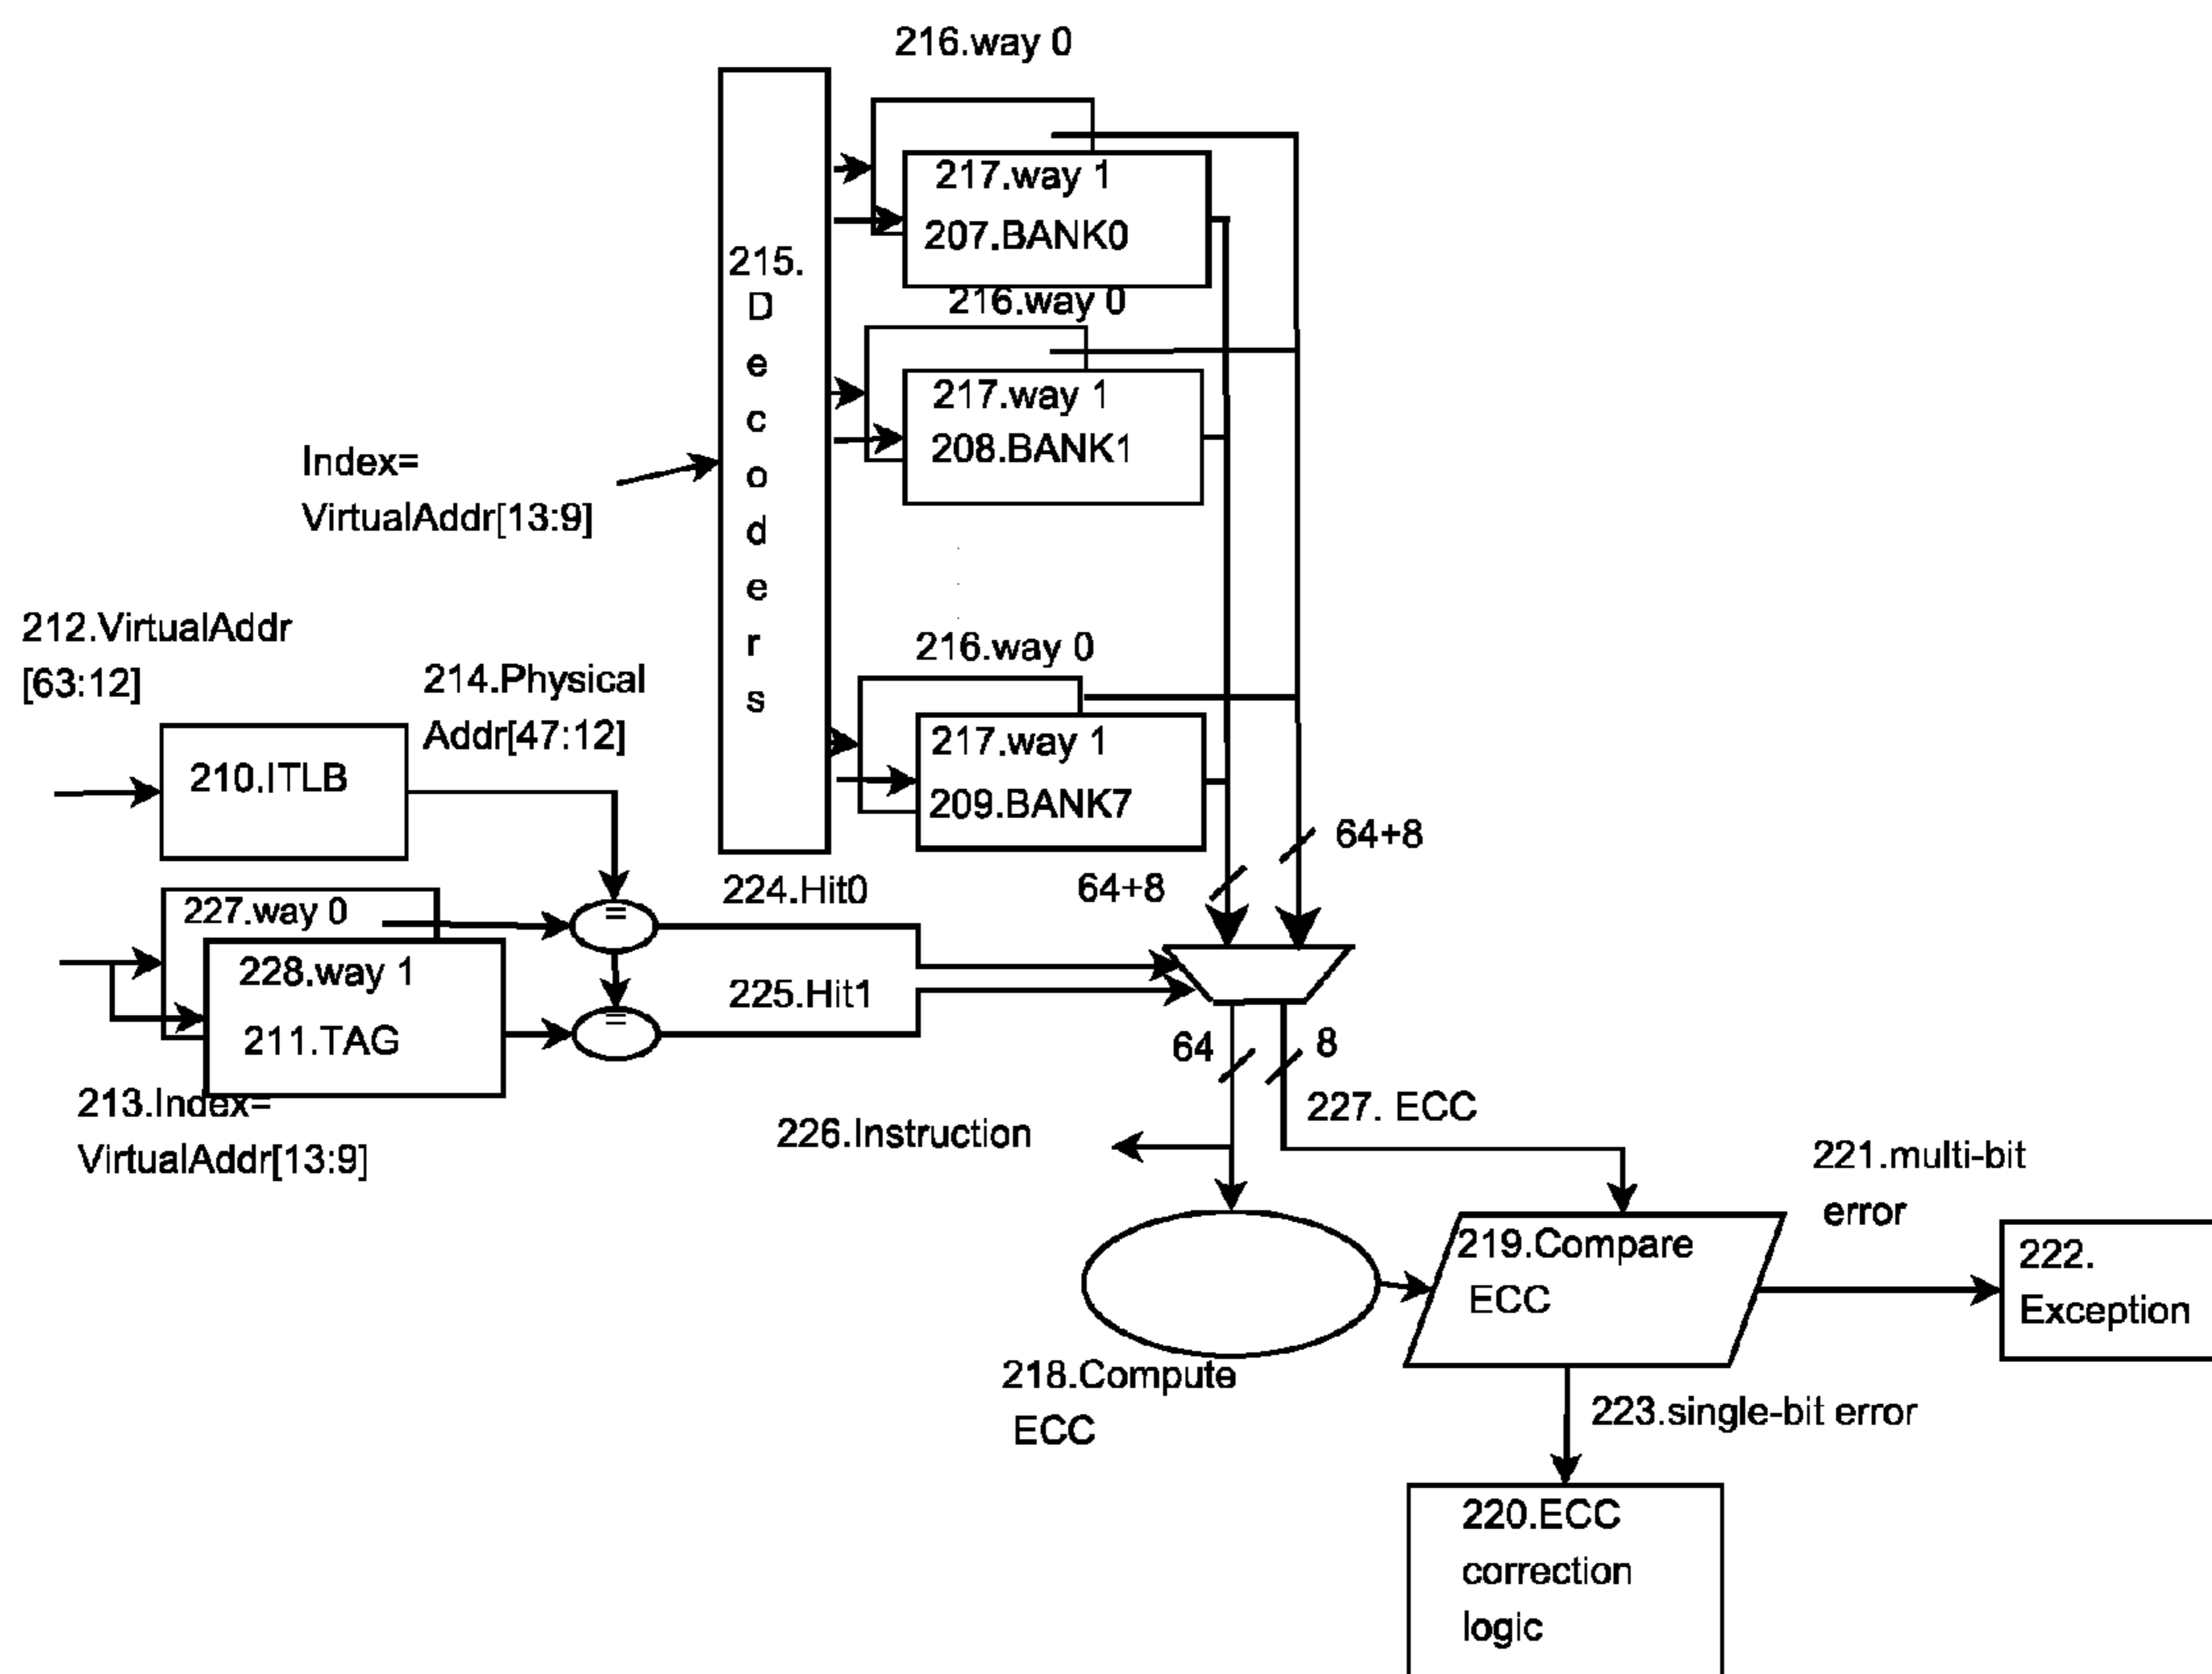 216.way 0
217.way 1
207.BANK0
215.
D
e
c
o
d
e
r
s
216.way 0
217.way 1
208.BANK1
Index=
VirtualAddr[13:9]
212.VirtualAddr
[63:12]
214.Physical
Addr[47:12]
216.way 0
217.way 1
209.BANK7
210.ITLB
64+8
64+8
224.Hit0
227.way 0
=
228.way 1
211.TAG
225.Hit1
=
213.Index=
VirtualAddr[13:9]
64
8
226.Instruction
227. ECC
221.multi-bit
error
219.Compare
ECC
222.
Exception
218.Compute
ECC
223.single-bit error
220.ECC
correction
logic